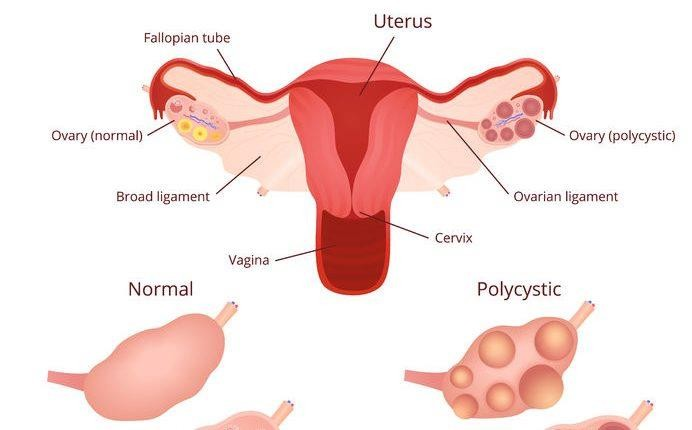 Uterus
Fallopian tube
Ovary (normal)
Ovary (polycystic)
Broad ligament
Ovarian ligament
Cervix
Vagina
Normal
Polycystic